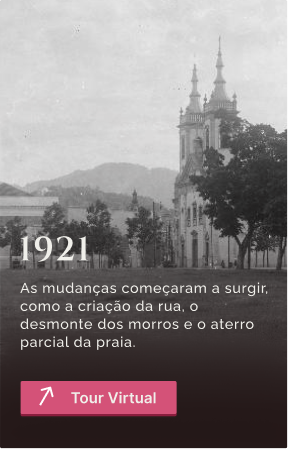 1921
As mudanças começaram a surgir,
como a criação da rua, o
desmonte dos morros e o aterro
parcial da praia.
Tour Virtual